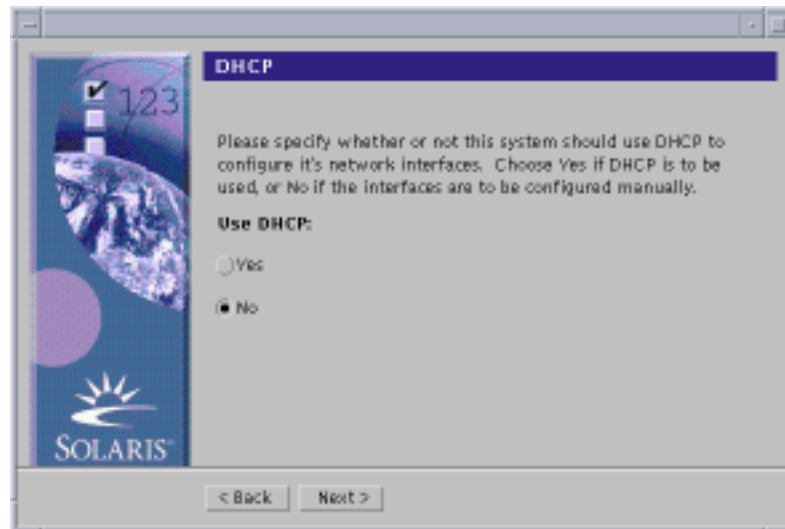 DHCP
123
Please specify whether or not this system should use DHCP to
configure it's network interfaces. Choose Yes if DHCP is to be
used, or No if the interfaces are to be configured manually.
Use DHCP:
Yes
No
SOLARIS™
< Back
Next >